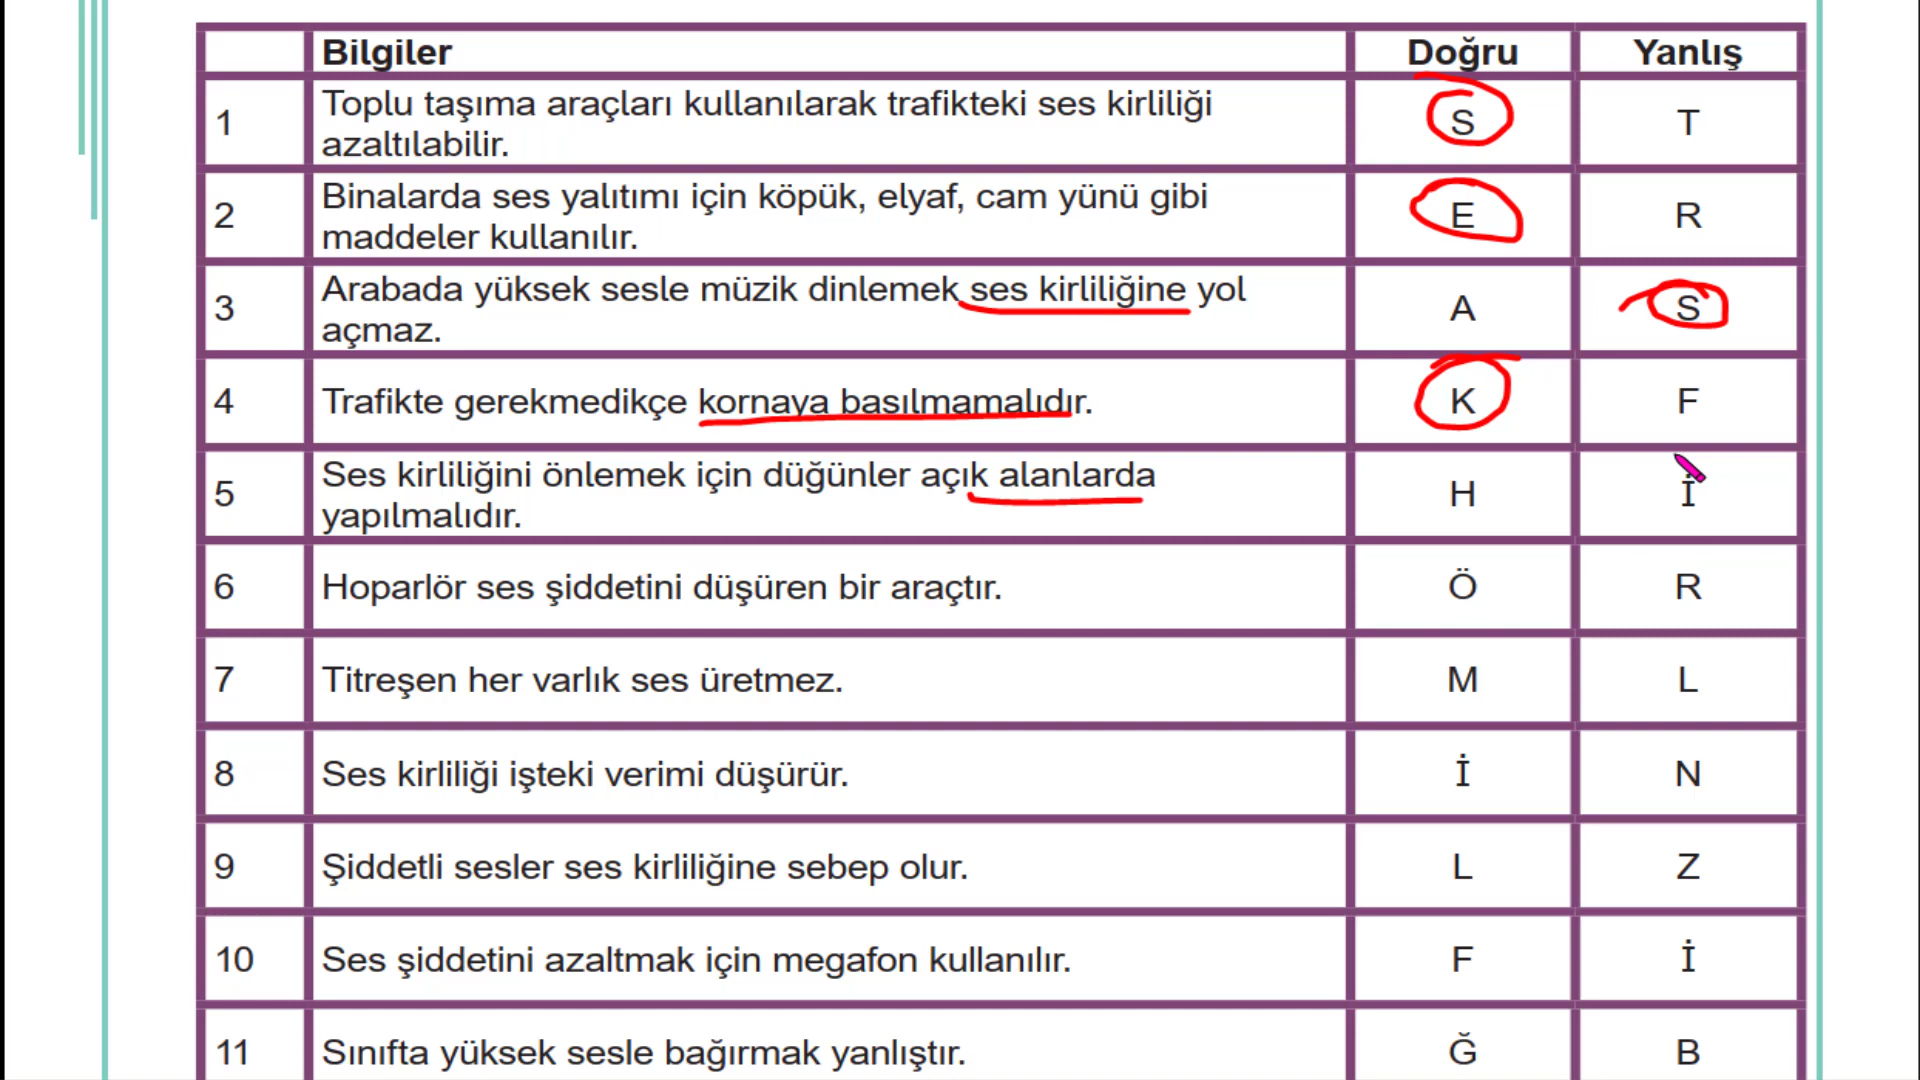 Bilgiler Doğru Yanlış
1 Toplu taşıma araçları kullanılarak trafikteki ses kirliliği
azaltılabilir. S T
2 Binalarda ses yalıtımı için köpük, elyaf, cam yünü gibi
maddeler kullanılır. E R
3 Arabada yüksek sesle müzik dinlemek ses kirliliğine yol
açmaz. A S
4 Trafikte gerekmedikçe kornaya basılmamalıdır. K F
5 Ses kirliliğini önlemek için düğünler açık alanlarda
yapılmalıdır. H İ
6 Hoparlör ses şiddetini düşüren bir araçtır. Ö R
7 Titreşen her varlık ses üretmez. M L
8 Ses kirliliği işteki verimi düşürür. İ N
9 Şiddetli sesler ses kirliliğine sebep olur. L Z
10 Ses şiddetini azaltmak için megafon kullanılır. F İ
11 Sınıfta yüksek sesle bağırmak yanlıştır. Ğ B